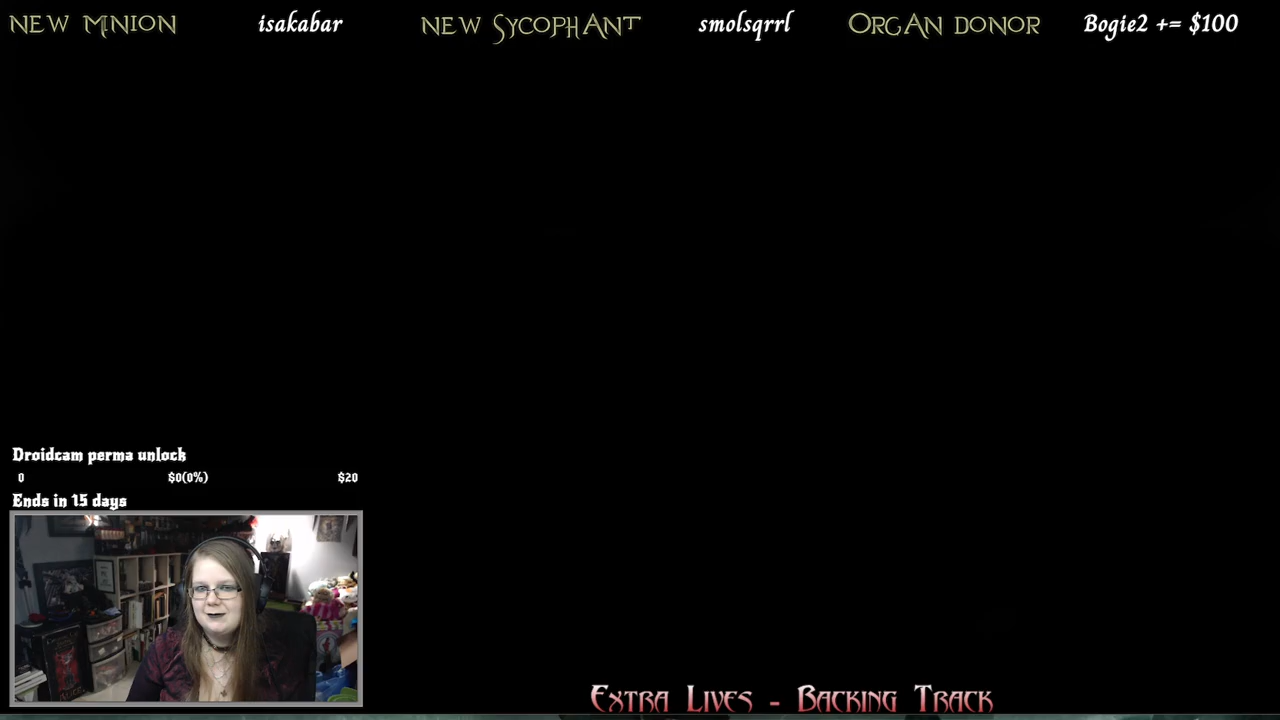 NEW MINION isakabar NEW SYCOPHANT smolsqrrl ORGAN DONOR Bogie2 += $100
Droidcam perma unlock
0 $0(0%) $20
Ends in 15 days
Extra Lives - Backing Track